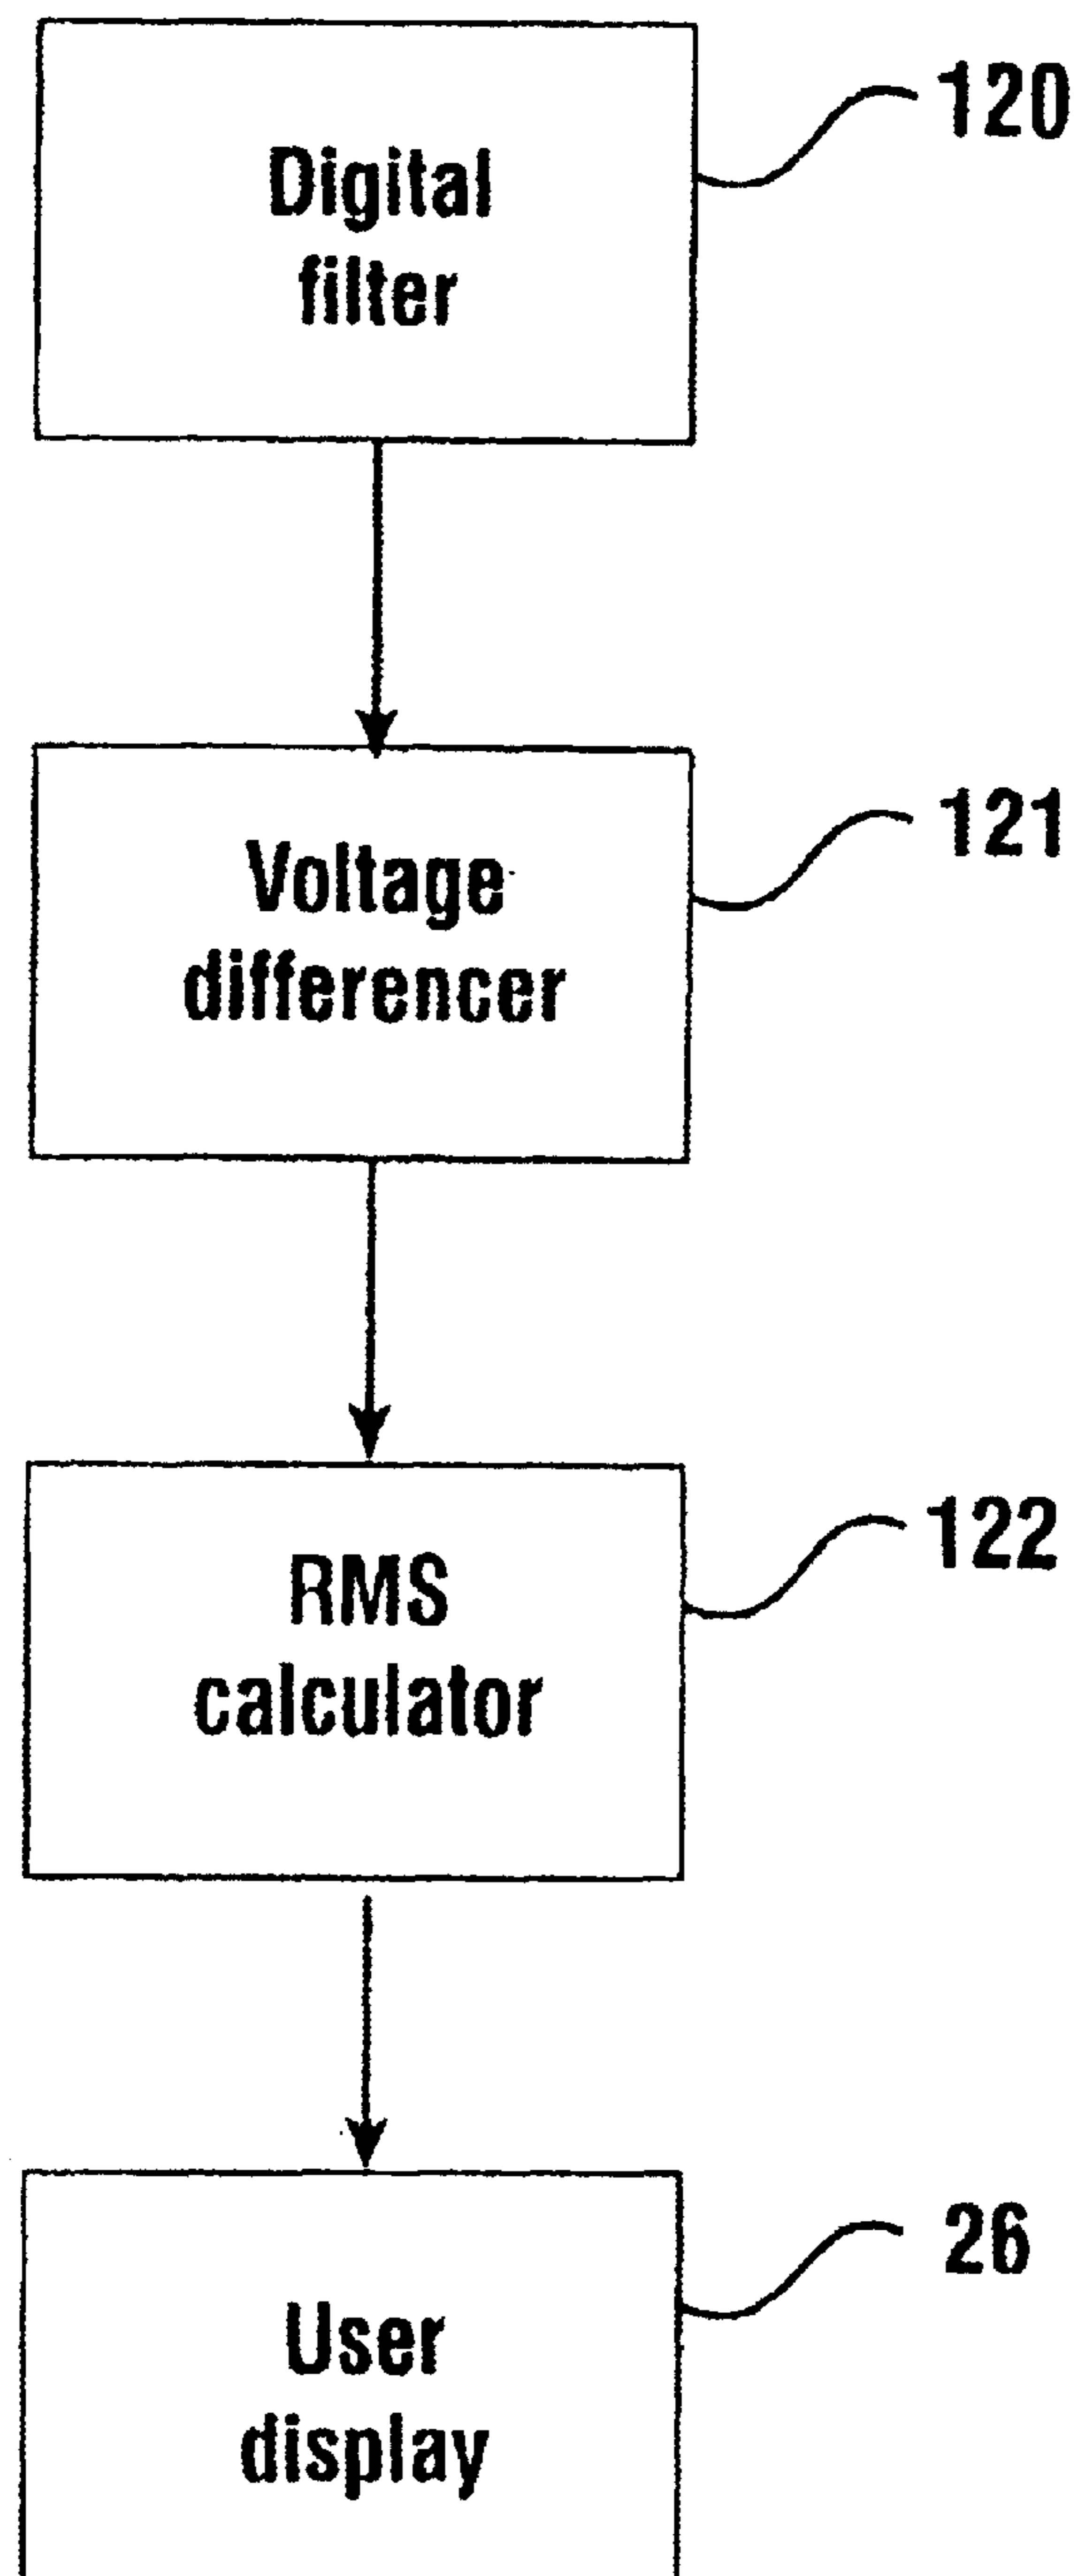 Digital
filter
120
Voltage
differencer
121
RMS
calculator
122
User
display
26